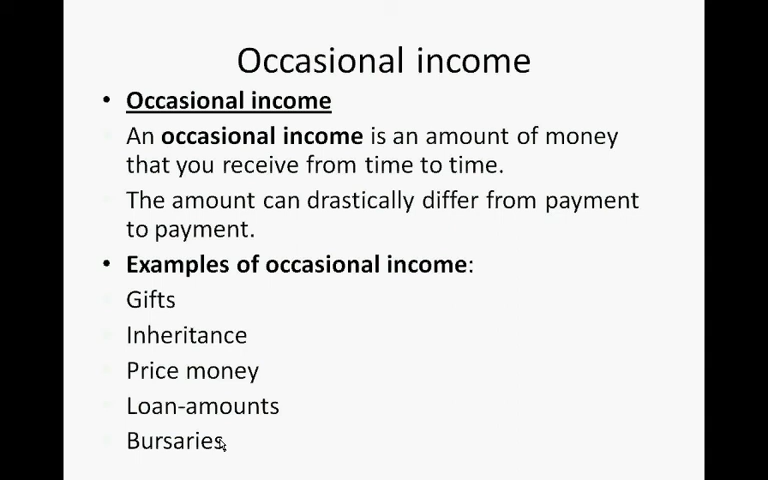 Occasional income
• Occasional income
An occasional income is an amount of money
that you receive from time to time.
The amount can drastically differ from payment
to payment.
• Examples of occasional income:
Gifts
Inheritance
Price money
Loan-amounts
Bursaries